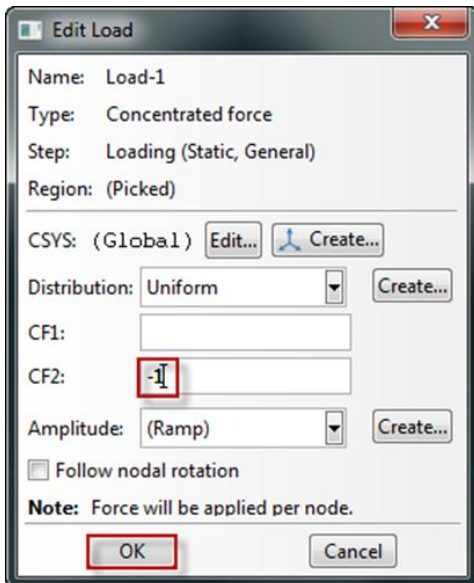 Edit Load
Name: Load-1
Type: Concentrated force
Step: Loading (Static, General)
Region: (Picked)
CSYS: (Global) Edit... Create...
Distribution: Uniform Create...
CF1:
CF2: -1
Amplitude: (Ramp) Create...
Follow nodal rotation
Note: Force will be applied per node.
OK Cancel